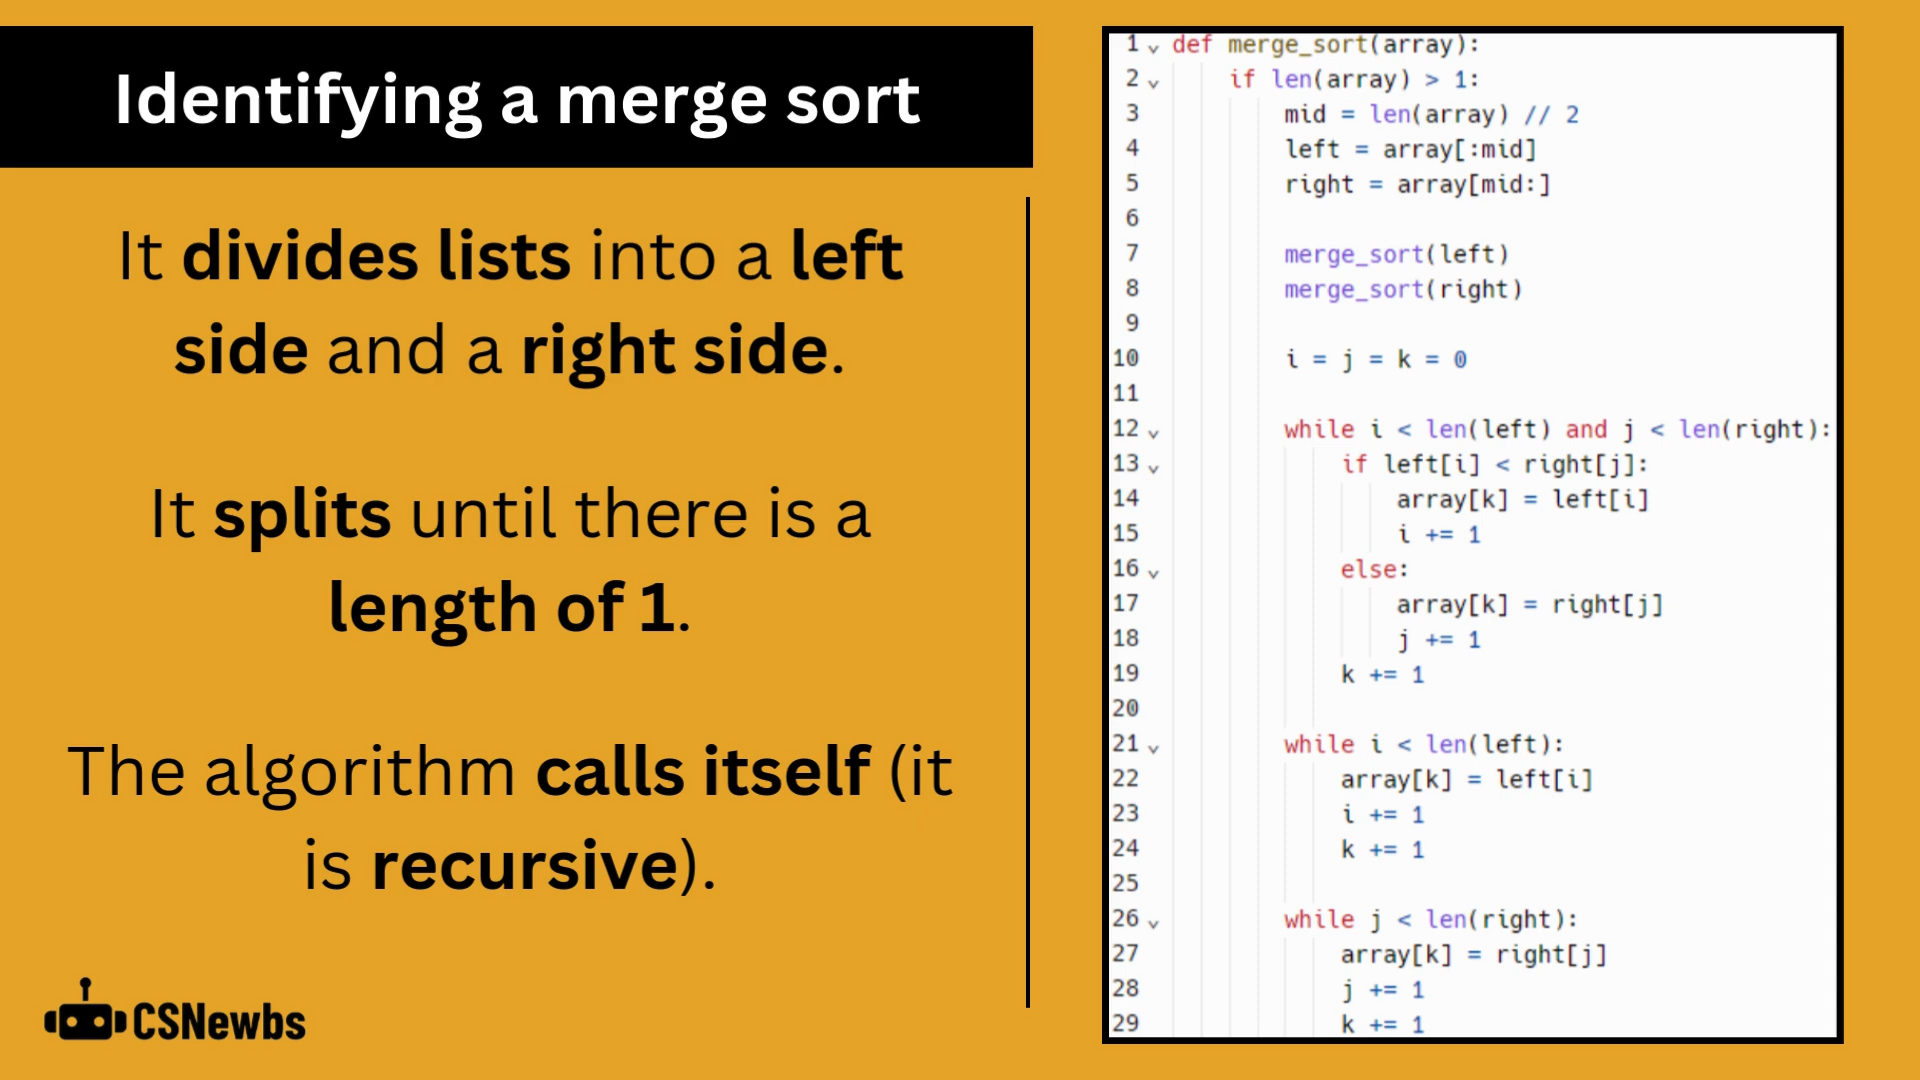 Identifying a merge sort
It divides lists into a left
side and a right side.
It splits until there is a
length of 1.
The algorithm calls itself (it
is recursive).
CSNewbs
1 def merge_sort(array):
2 if len(array) > 1:
3 mid = len(array) // 2
4 left = array[:mid]
5 right = array[mid:]
6
7 merge_sort(left)
8 merge_sort(right)
9
10 i = j = k = 0
11
12 while i < len(left) and j < len(right):
13 if left[i] < right[j]:
14 array[k] = left[i]
15 i += 1
16 else:
17 array[k] = right[j]
18 j += 1
19 k += 1
20
21 while i < len(left):
22 array[k] = left[i]
23 i += 1
24 k += 1
25
26 while j < len(right):
27 array[k] = right[j]
28 j += 1
29 k += 1